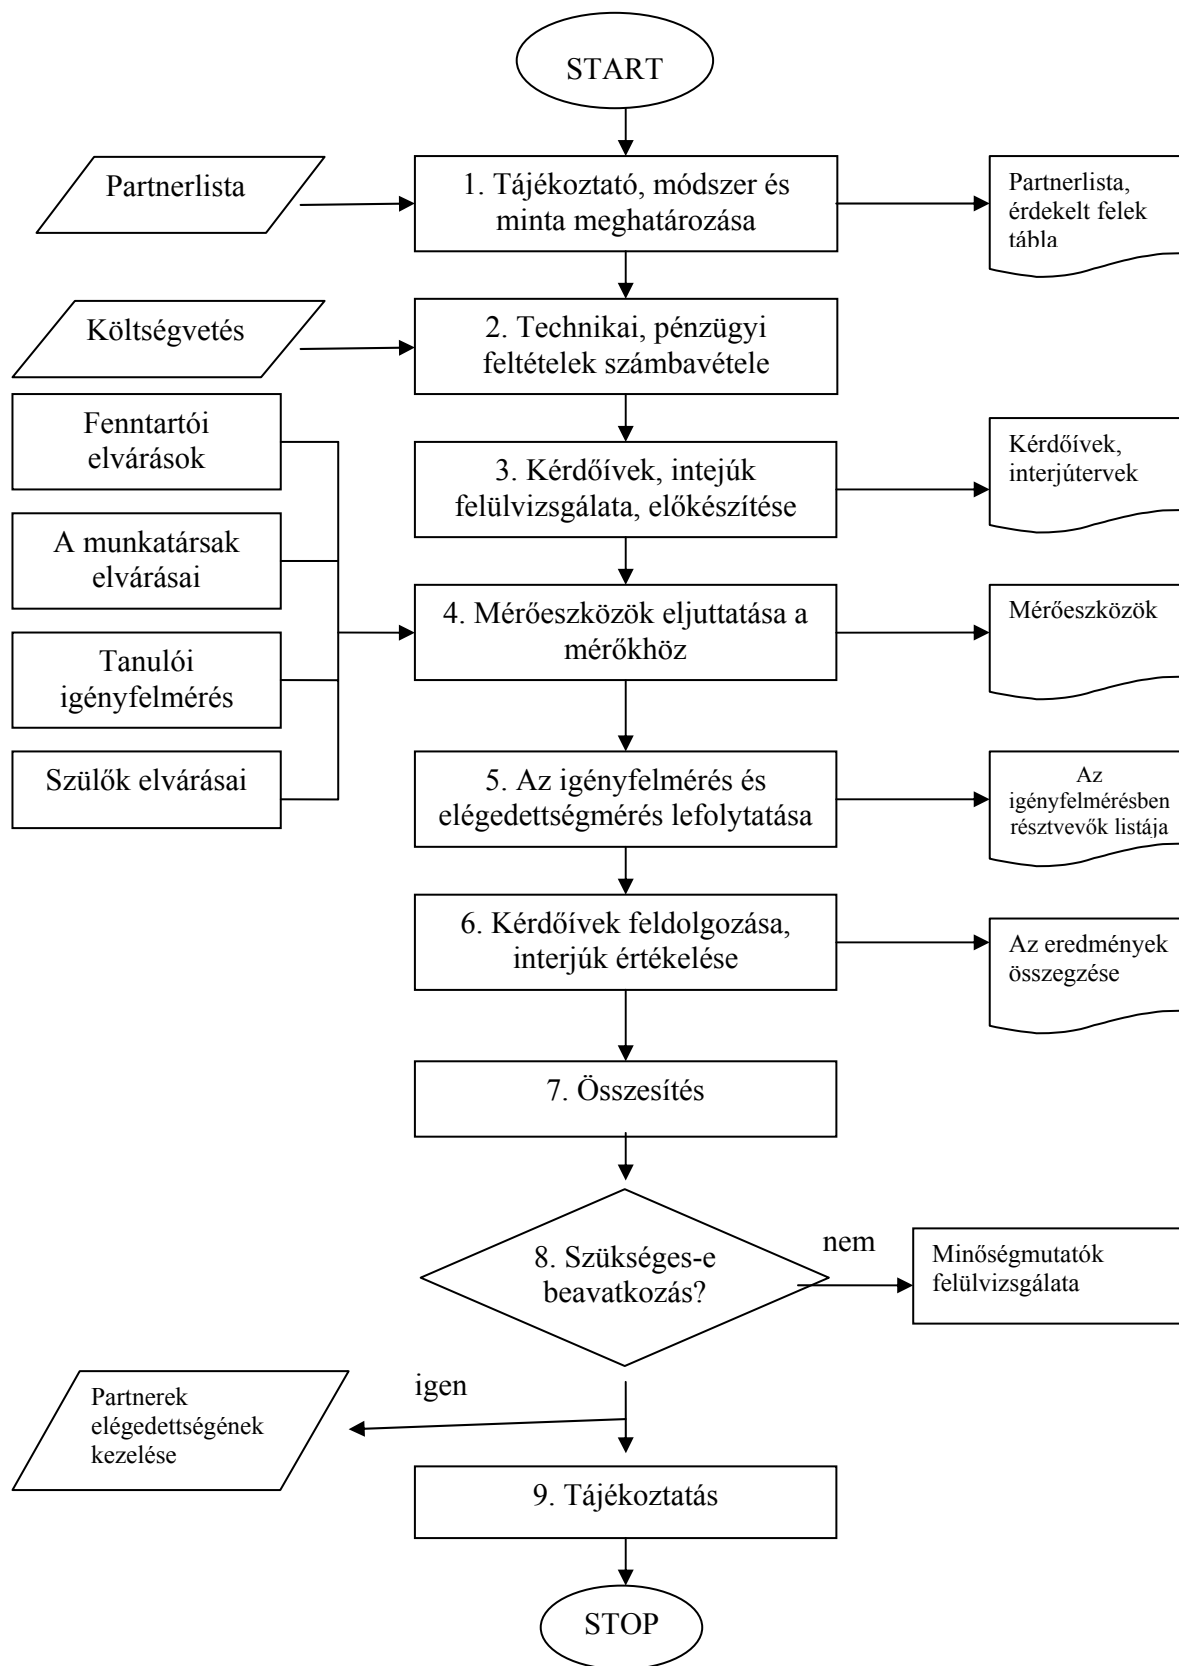 START
Partnerlista
1. Tájékoztató, módszer és
minta meghatározása
Partnerlista,
érdekelt felek
tábla
Költségvetés
2. Technikai, pénzügyi
feltételek számbavétele
Fenntartói
elvárások
3. Kérdőívek, intejúk
felülvizsgálata, előkészítése
Kérdőívek,
interjútervek
A munkatársak
elvárásai
4. Mérőeszközök eljuttatása a
mérőkhöz
Mérőeszközök
Tanulói
igényfelmérés
Szülők elvárásai
5. Az igényfelmérés és
elégedettségmérés lefolytatása
Az
igényfelmérésben
résztvevők listája
6. Kérdőívek feldolgozása,
interjúk értékelése
Az eredmények
összegzése
7. Összesítés
8. Szükséges-e
beavatkozás?
nem
Minőségmutatók
felülvizsgálata
igen
Partnerek
elégedettségének
kezelése
9. Tájékoztatás
STOP